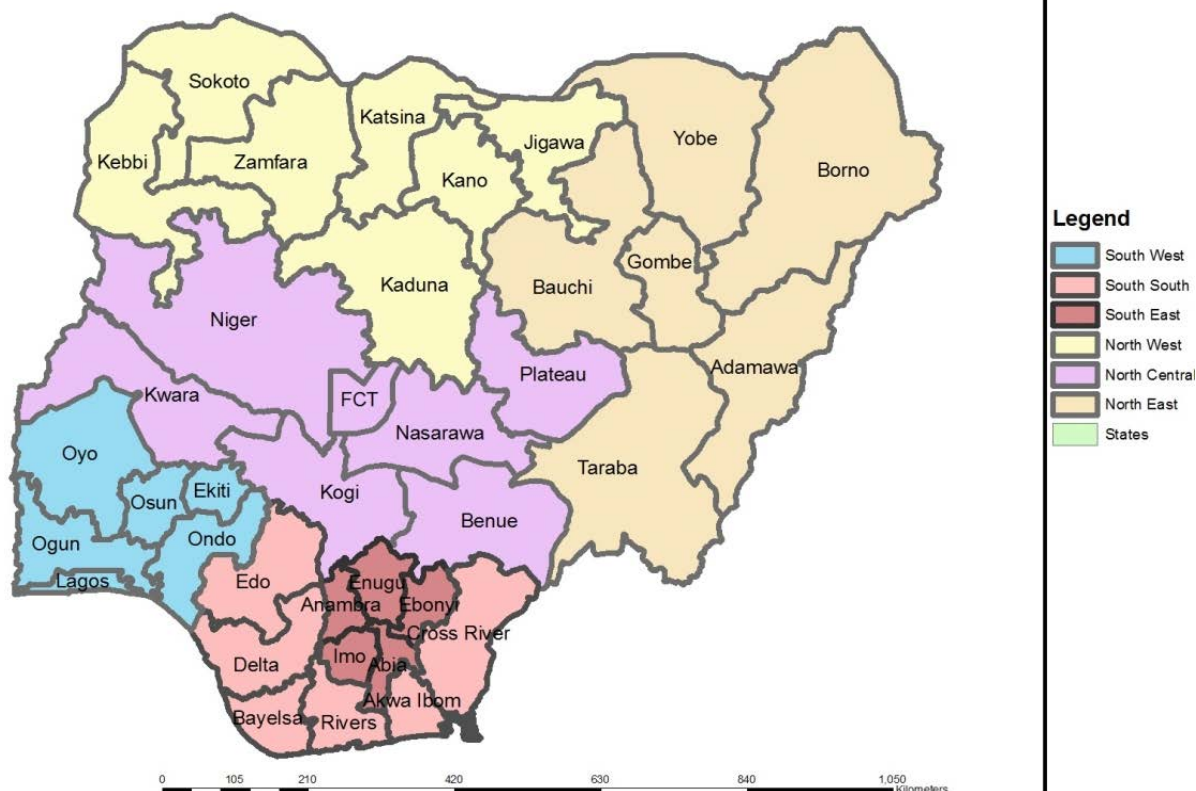 Sokoto
Katsina
Jigawa
Yobe
Borno
Kebbi
Zamfara
Kano
Gombe
Kaduna
Bauchi
Niger
Adamawa
Plateau
Kwara
FCT
Nasarawa
Oyo
Taraba
Osun
Ekiti
Kogi
Benue
Ogun
Ondo
Lagos
Edo
Enugu
Anambra
Ebonyi
Cross River
Imo
Abia
Delta
Akwa Ibom
Bayelsa
Rivers
Legend
South West
South South
South East
North West
North Central
North East
States
0 105 210 420 630 840 1,050
Kilometers